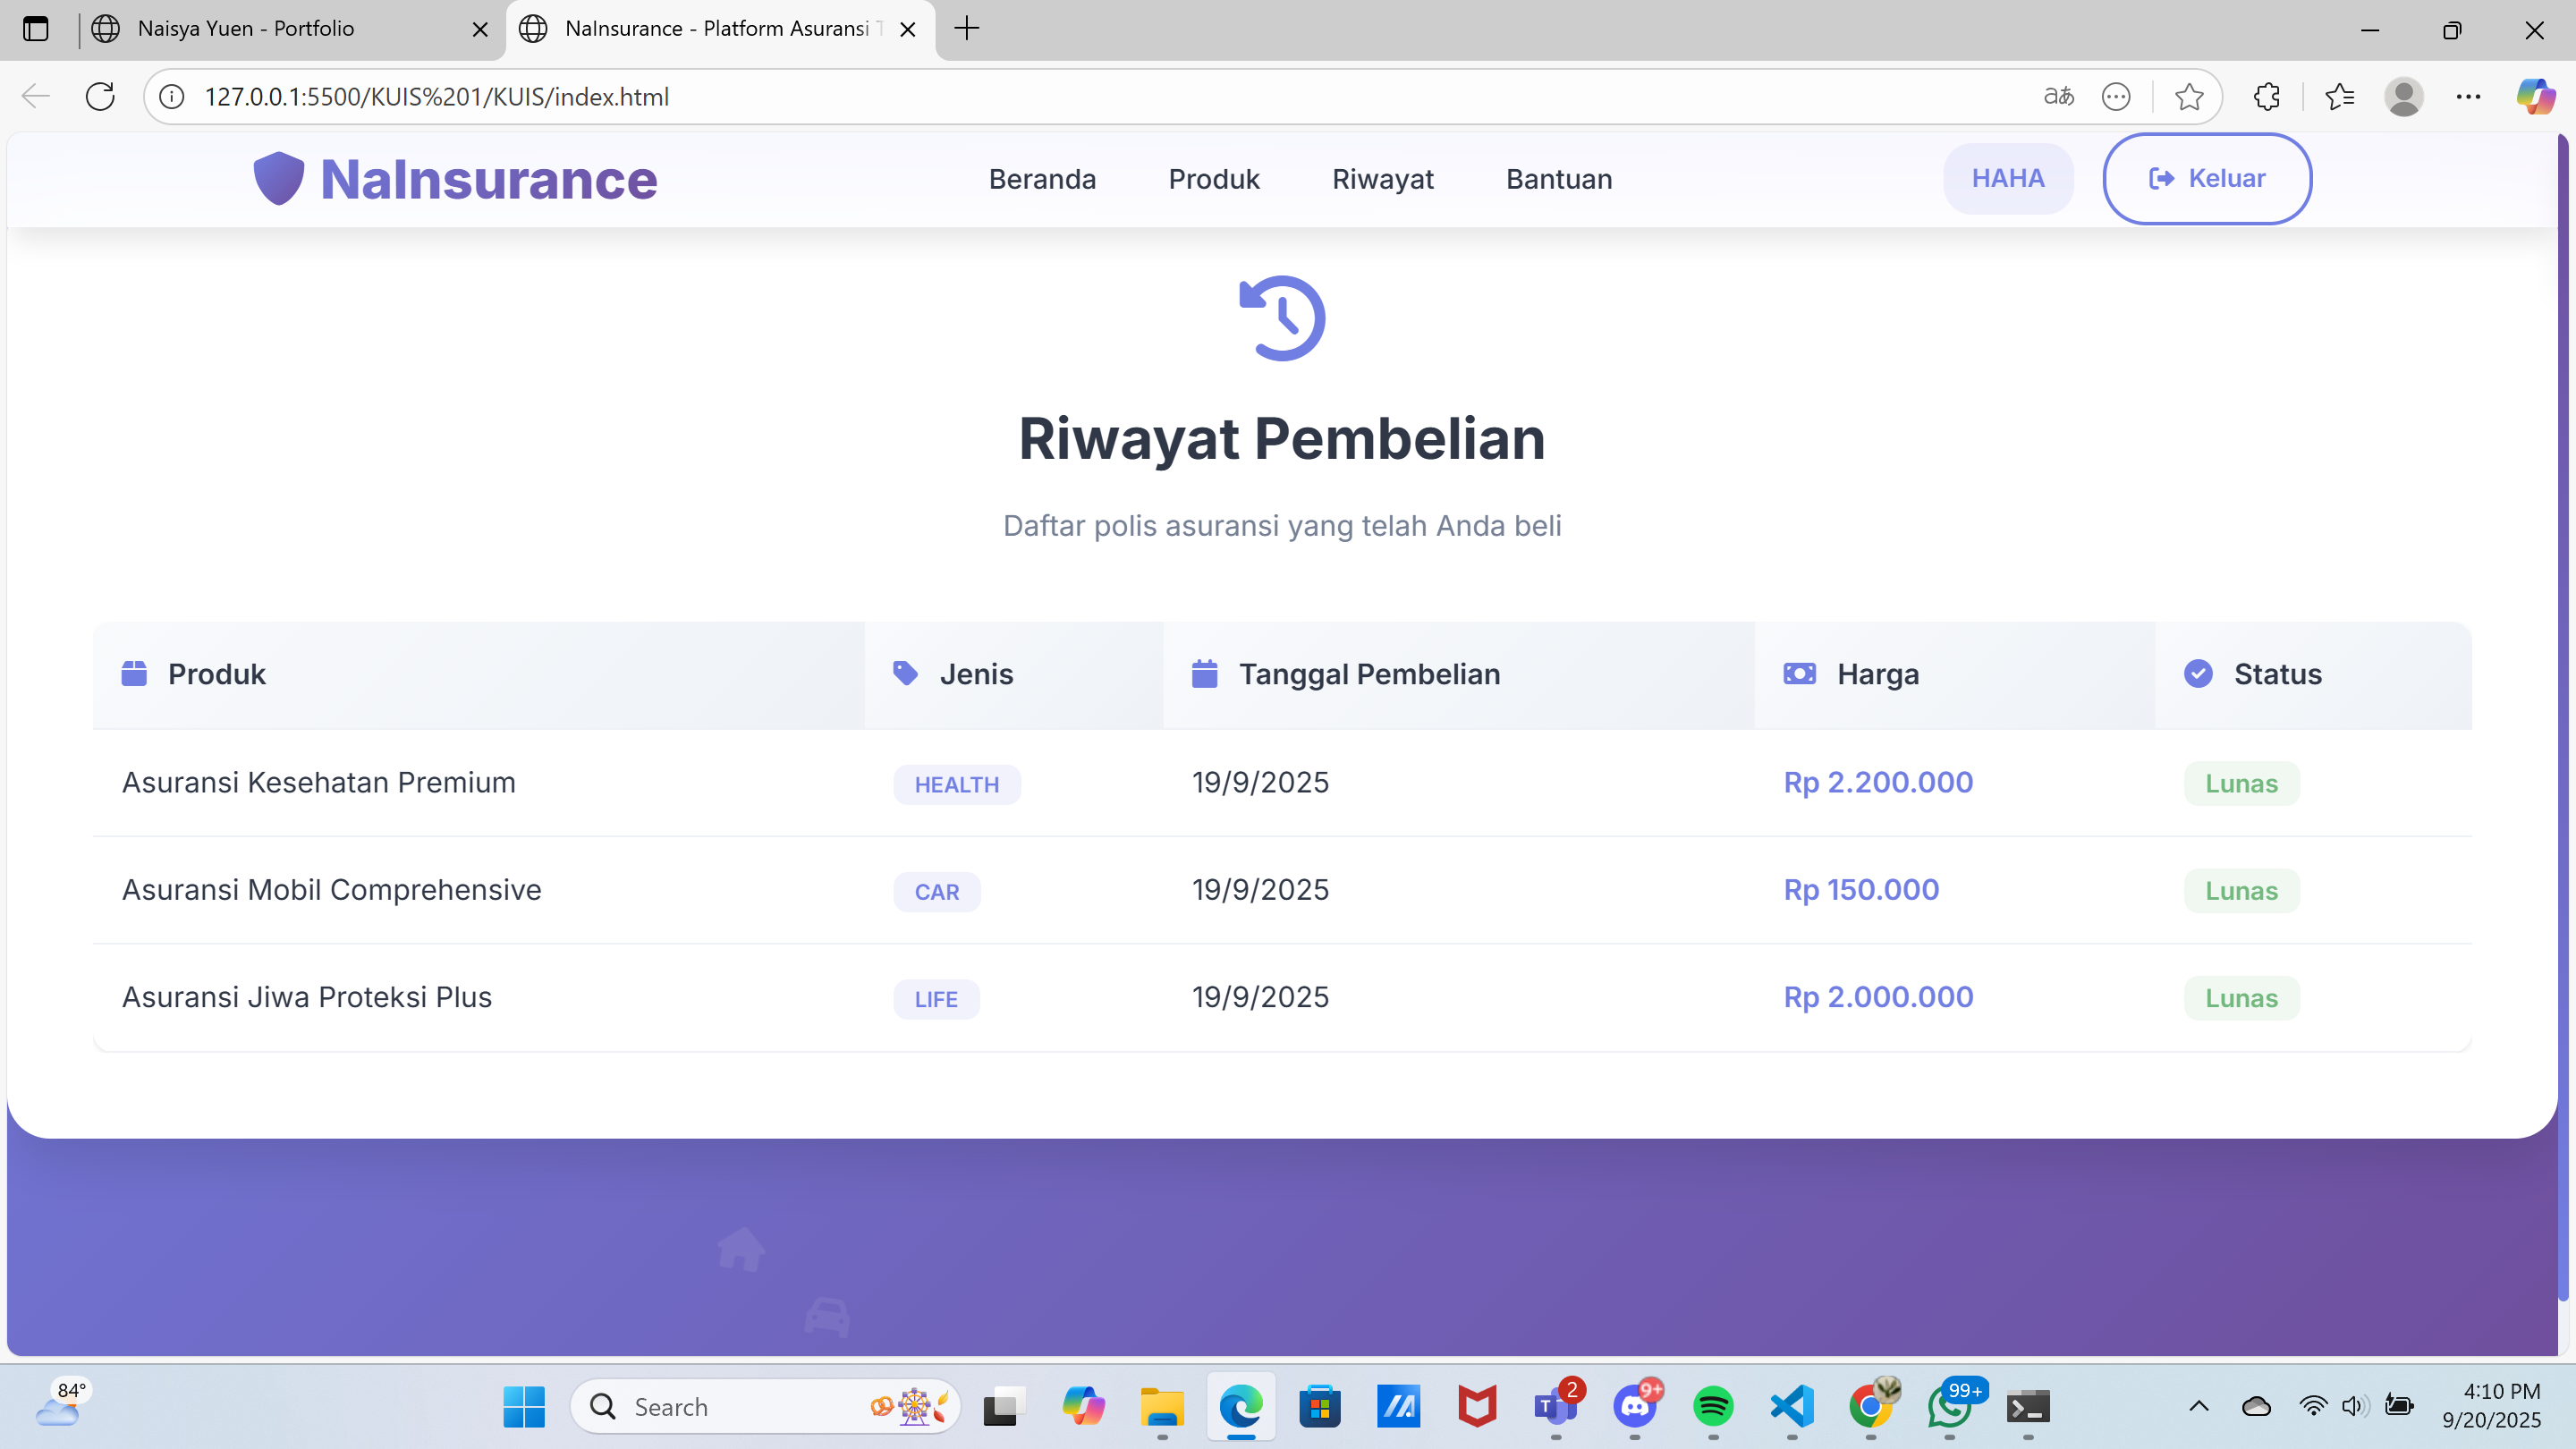 Naisya Yuen - Portfolio
NaInsurance - Platform Asuransi
127.0.0.1:5500/KUIS%201/KUIS/index.html
NaInsurance
Beranda
Produk
Riwayat
Bantuan
HAHA
Keluar
Riwayat Pembelian
Daftar polis asuransi yang telah Anda beli
Produk Jenis Tanggal Pembelian Harga Status
Asuransi Kesehatan Premium HEALTH 19/9/2025 Rp 2.200.000 Lunas
Asuransi Mobil Comprehensive CAR 19/9/2025 Rp 150.000 Lunas
Asuransi Jiwa Proteksi Plus LIFE 19/9/2025 Rp 2.000.000 Lunas
84°
Search
2
9+
99+
4:10 PM
9/20/2025